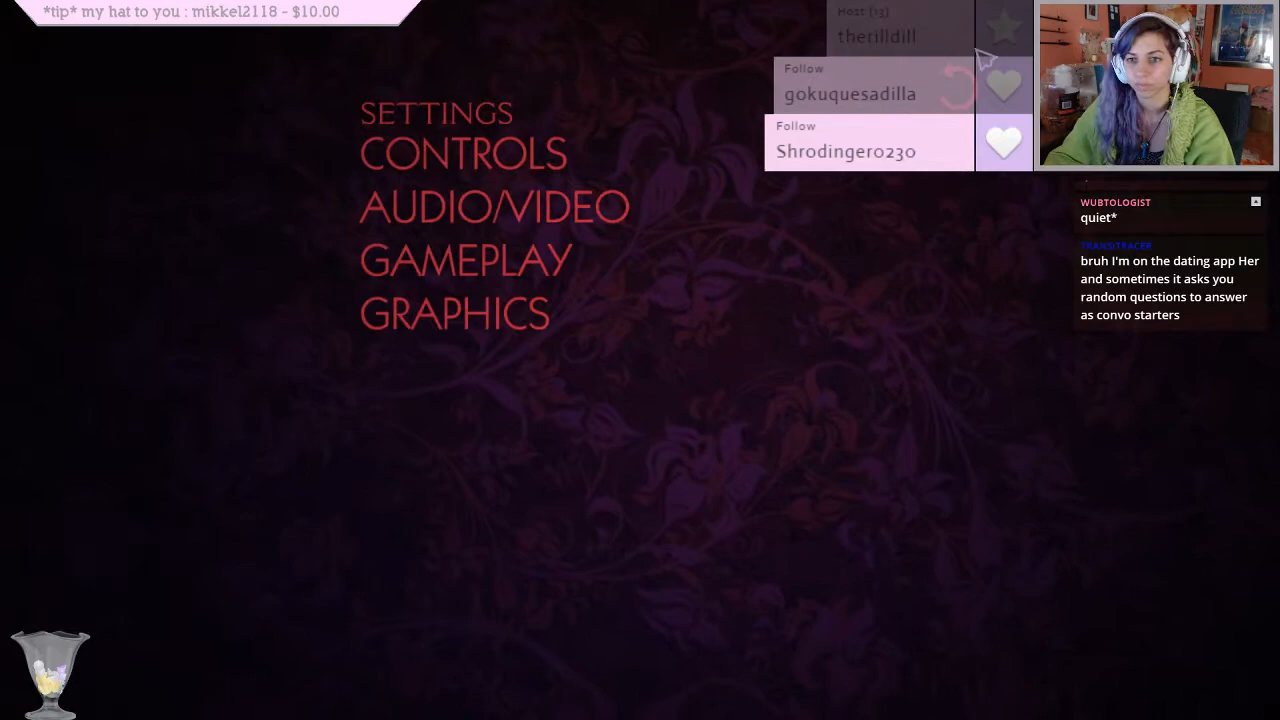 *tip* my hat to you : mikkel2118 - $10.00
Host (13)
therilldill
Follow
gokuquesadilla
Follow
Shrodinger0230
SETTINGS
CONTROLS
AUDIO/VIDEO
GAMEPLAY
GRAPHICS
WUBTOLOGIST
quiet*
TRANSITRACER
bruh I'm on the dating app Her
and sometimes it asks you
random questions to answer
as convo starters